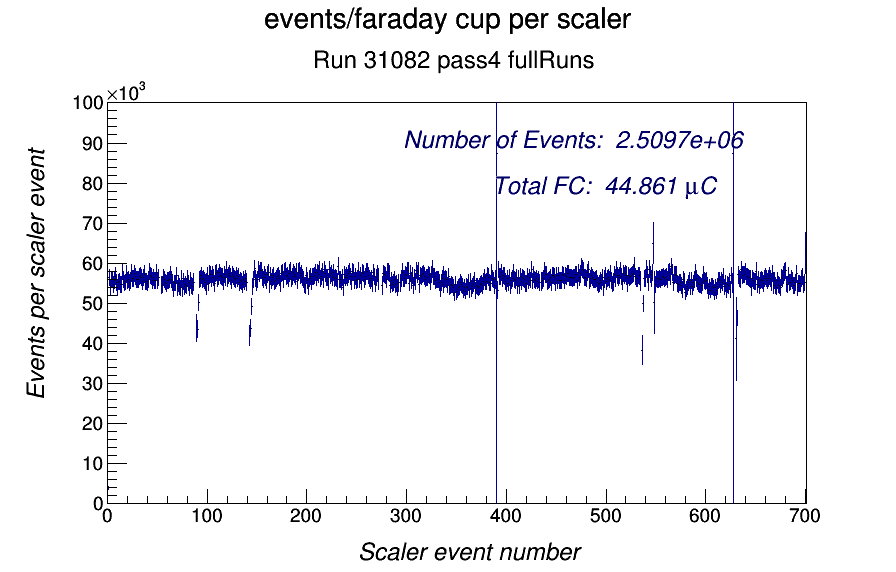 events/faraday cup per scaler
Run 31082 pass4 fullRuns
×10³
100
90
80
70
60
50
40
30
20
10
0
Events per scaler event
Number of Events: 2.5097e+06
Total FC: 44.861 μC
0 100 200 300 400 500 600 700
Scaler event number